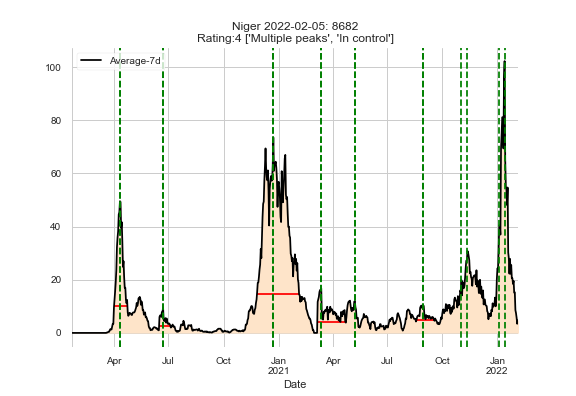 Niger 2022-02-05: 8682
Rating:4 ['Multiple peaks', 'In control']
Average-7d
100
80
60
40
20
0
Apr Jul Oct Jan Apr Jul Oct Jan
2021 2022
Date